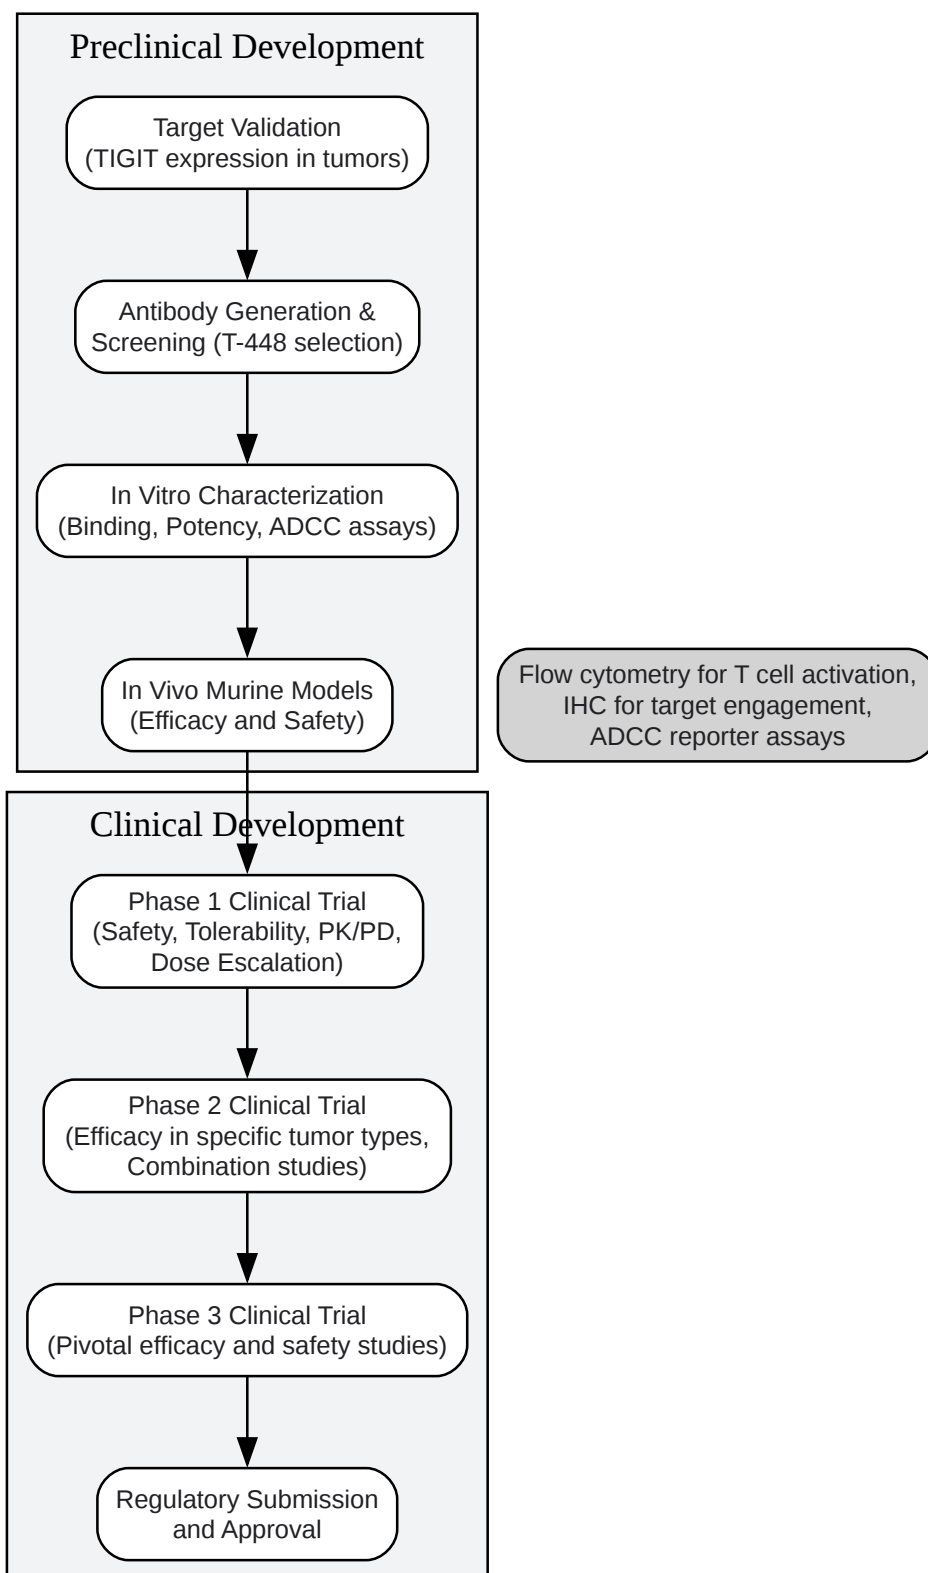 Preclinical Development
Target Validation
(TIGIT expression in tumors)
Antibody Generation &
Screening (T-448 selection)
In Vitro Characterization
(Binding, Potency, ADCC assays)
In Vivo Murine Models
(Efficacy and Safety)
Flow cytometry for T cell activation,
IHC for target engagement,
ADCC reporter assays
Clinical Development
Phase 1 Clinical Trial
(Safety, Tolerability, PK/PD,
Dose Escalation)
Phase 2 Clinical Trial
(Efficacy in specific tumor types,
Combination studies)
Phase 3 Clinical Trial
(Pivotal efficacy and safety studies)
Regulatory Submission
and Approval